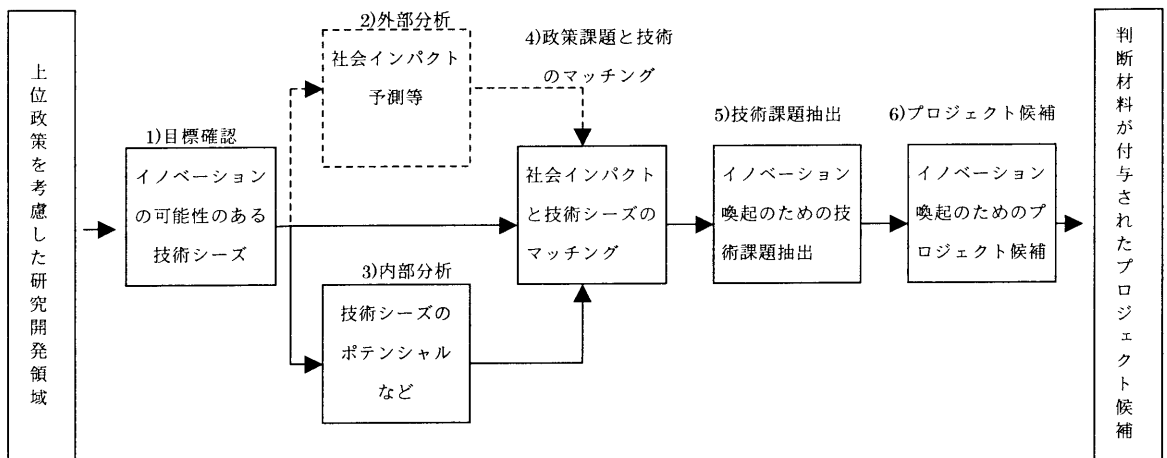 上位政策を考慮した研究開発領域
1)目標確認
イノベーション
の可能性のある
技術シーズ
2)外部分析
社会インパクト
予測等
3)内部分析
技術シーズの
ポテンシャル
など
4)政策課題と技術
のマッチング
社会インパクト
と技術シーズの
マッチング
5)技術課題抽出
イノベーション
喚起のための技
術課題抽出
6)プロジェクト候補
イノベーション
喚起のためのプ
ロジェクト候補
判断材料が付与されたプロジェクト候補